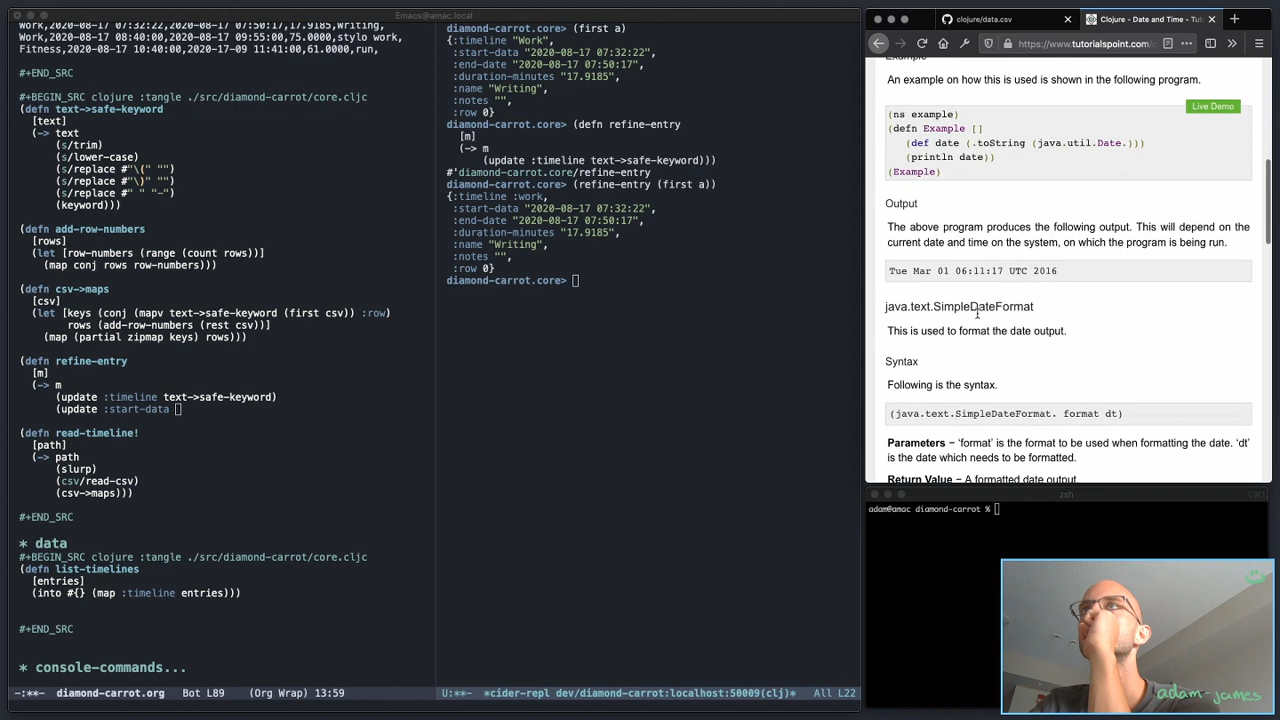 Emacs@amac.local
Work,2020-08-17 07:32:22,2020-08-17 07:50:17,17.9185,Writing,
Work,2020-08-17 08:40:00,2020-08-17 09:55:00,75.0000,stylo work,
Fitness,2020-10-17 10:40:00,2020-10-17 11:41:00,61.0000,run,
#+END_SRC
#+BEGIN_SRC clojure :tangle ./src/diamond-carrot/core.cljc
(defn text->safe-keyword
[text]
(-> text
(s/trim)
(s/lower-case)
(s/replace #"\(" "")
(s/replace #"\)" "")
(s/replace #" " "-")
(keyword)))
(defn add-row-numbers
[rows]
(let [row-numbers (range (count rows))]
(map conj rows row-numbers)))
(defn csv->maps
[csv]
(let [keys (conj (mapv text->safe-keyword (first csv)) :row)
rows (add-row-numbers (rest csv))]
(map (partial zipmap keys) rows)))
(defn refine-entry
[m]
(-> m
(update :timeline text->safe-keyword)
(update :start-data
(defn read-timeline!
[path]
(-> path
(slurp)
(csv/read-csv)
(csv->maps)))
#+END_SRC
* data
#+BEGIN_SRC clojure :tangle ./src/diamond-carrot/core.cljc
(defn list-timelines
[entries]
(into #{} (map :timeline entries)))
#+END_SRC
* console-commands...
-:**- diamond-carrot.org Bot L89 (Org Wrap) 13:59
diamond-carrot.core> (first a)
{:timeline "Work",
:start-data "2020-08-17 07:32:22",
:end-date "2020-08-17 07:50:17",
:duration-minutes "17.9185",
:name "Writing",
:notes "",
:row 0}
diamond-carrot.core> (defn refine-entry
[m]
(-> m
(update :timeline text->safe-keyword)))
#'diamond-carrot.core/refine-entry
diamond-carrot.core> (refine-entry (first a))
{:timeline :work,
:start-data "2020-08-17 07:32:22",
:end-date "2020-08-17 07:50:17",
:duration-minutes "17.9185",
:name "Writing",
:notes "",
:row 0}
diamond-carrot.core>
U:**- *cider-repl dev/diamond-carrot:localhost:50009(clj)* All L22
clojure/data.csv
Clojure - Date and Time - Tut
https://www.tutorialspoint.com/
Example
An example on how this is used is shown in the following program.
Live Demo
(ns example)
(defn Example []
(def date (.toString (java.util.Date.)))
(println date))
(Example)
Output
The above program produces the following output. This will depend on the
current date and time on the system, on which the program is being run.
Tue Mar 01 06:11:17 UTC 2016
java.text.SimpleDateFormat
This is used to format the date output.
Syntax
Following is the syntax.
(java.text.SimpleDateFormat. format dt)
Parameters − ‘format’ is the format to be used when formatting the date. ‘dt’
is the date which needs to be formatted.
Return Value − A formatted date output.
zsh
adam@amac diamond-carrot %
adam-james